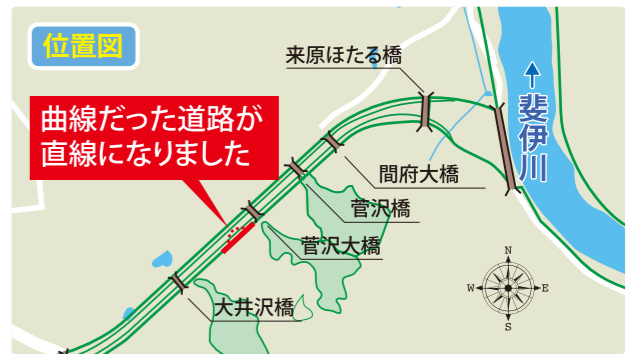 位置図
来原ほたる橋
曲線だった道路が
直線になりました
間府大橋
菅沢橋
菅沢大橋
大井沢橋
↑斐伊川
N
W
E
S